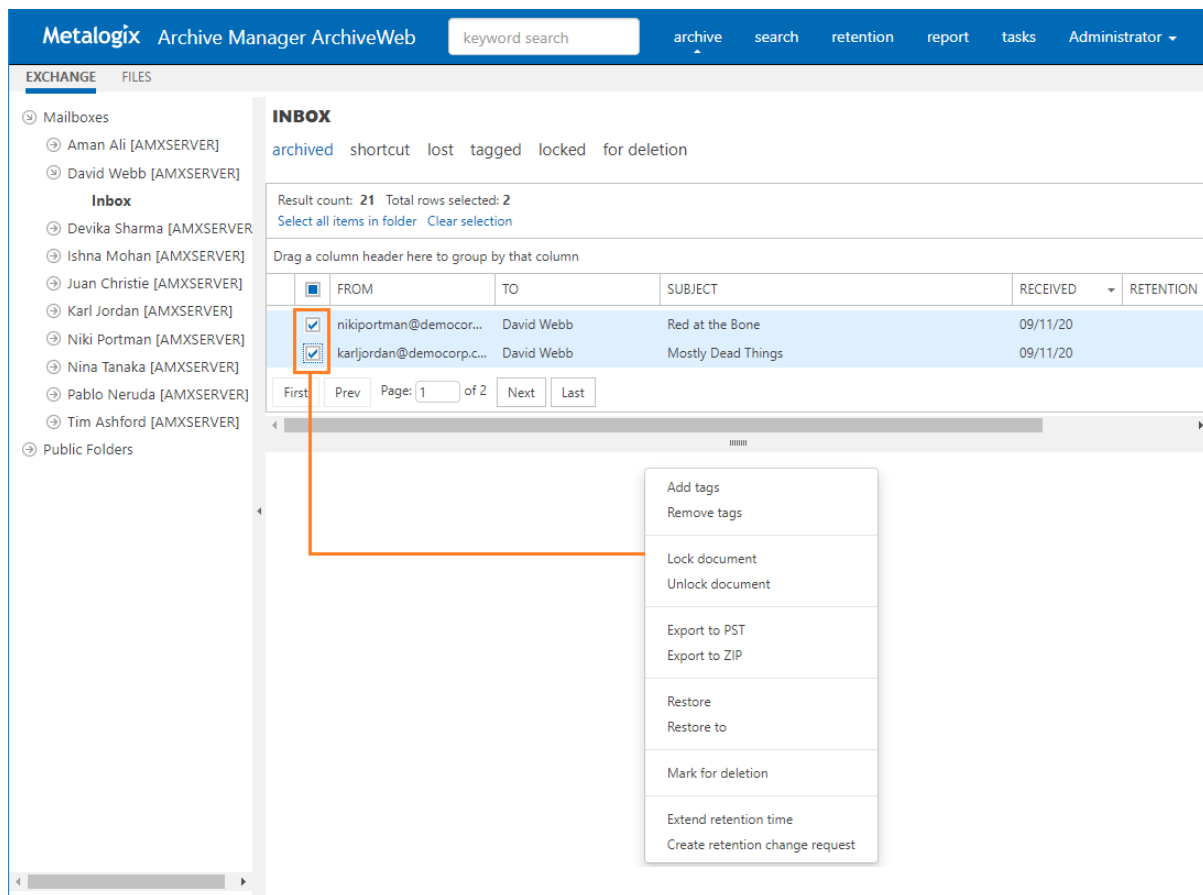 Metalogix Archive Manager ArchiveWeb keyword search archive search retention report tasks Administrator
EXCHANGE FILES
Mailboxes
Aman Ali [AMXSERVER]
David Webb [AMXSERVER]
Inbox
Devika Sharma [AMXSERVER
Ishna Mohan [AMXSERVER]
Juan Christie [AMXSERVER]
Karl Jordan [AMXSERVER]
Niki Portman [AMXSERVER]
Nina Tanaka [AMXSERVER]
Pablo Neruda [AMXSERVER]
Tim Ashford [AMXSERVER]
Public Folders
INBOX
archived shortcut lost tagged locked for deletion
Result count: 21 Total rows selected: 2
Select all items in folder Clear selection
Drag a column header here to group by that column
FROM TO SUBJECT RECEIVED RETENTION
nikiportman@democor... David Webb Red at the Bone 09/11/20
karljordan@democorp.c... David Webb Mostly Dead Things 09/11/20
First Prev Page: 1 of 2 Next Last
Add tags
Remove tags
Lock document
Unlock document
Export to PST
Export to ZIP
Restore
Restore to
Mark for deletion
Extend retention time
Create retention change request